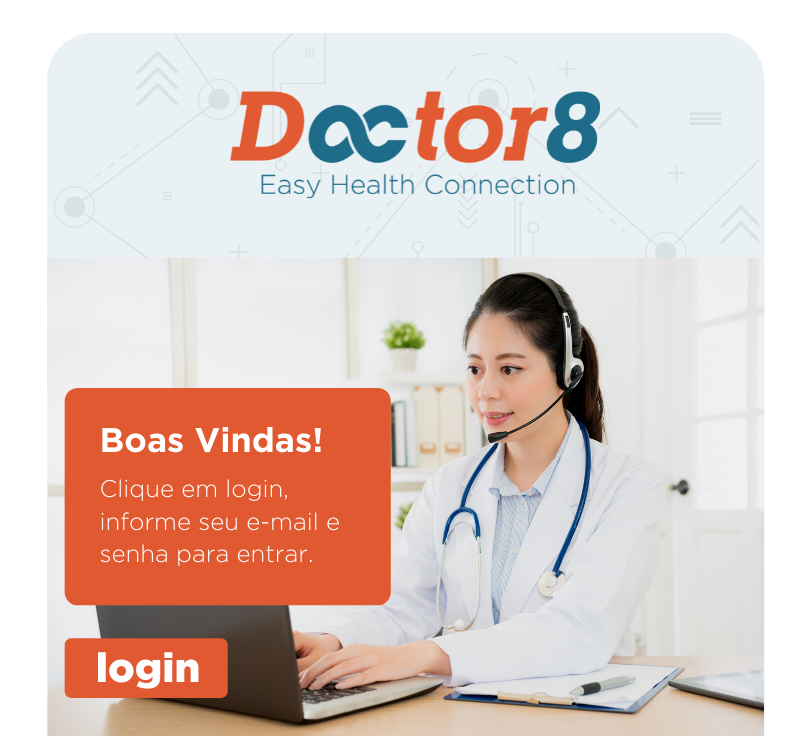 Doctor8
Easy Health Connection
Boas Vindas!
Clique em login,
informe seu e-mail e
senha para entrar.
login